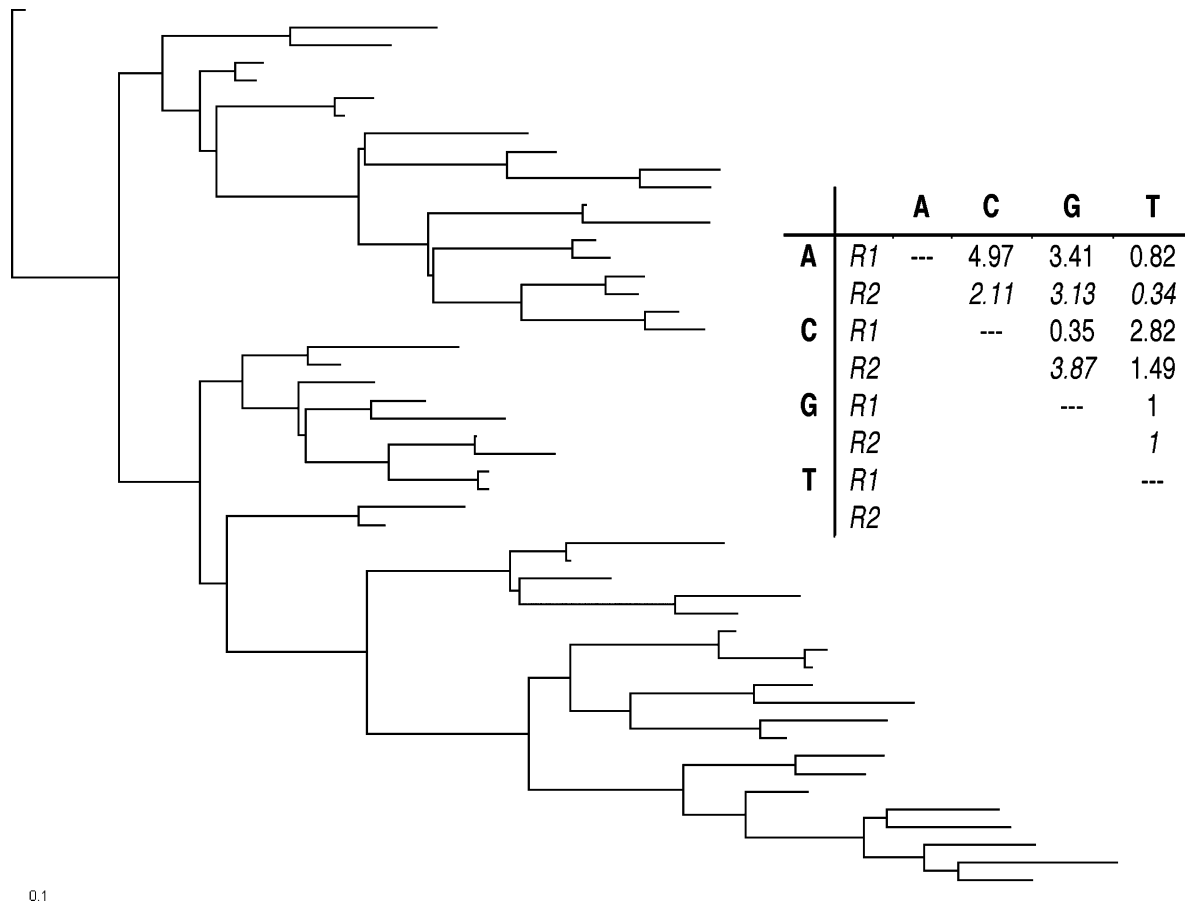 A C G T
A R1 --- 4.97 3.41 0.82
R2 2.11 3.13 0.34
C R1 --- 0.35 2.82
R2 3.87 1.49
G R1 --- 1
R2 1
T R1 ---
R2
0.1